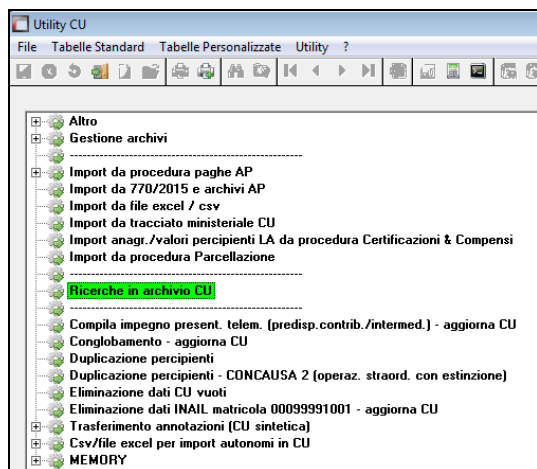 Utility CU
File Tabelle Standard Tabelle Personalizzate Utility ?
Altro
Gestione archivi
------------------------------------------------------
Import da procedura paghe AP
Import da 770/2015 e archivi AP
Import da file excel / csv
Import da tracciato ministeriale CU
Import anagr./valori percipienti LA da procedura Certificazioni & Compensi
Import da procedura Parcellazione
------------------------------------------------------
Ricerche in archivio CU
------------------------------------------------------
Compila impegno present. telem. (predisp.contrib./intermed.) - aggiorna CU
Conglobamento - aggiorna CU
Duplicazione percipienti
Duplicazione percipienti - CONCAUSA 2 (operaz. straord. con estinzione)
Eliminazione dati CU vuoti
Eliminazione dati INAIL matricola 00099991001 - aggiorna CU
Trasferimento annotazioni (CU sintetica)
Csv/file excel per import autonomi in CU
MEMORY